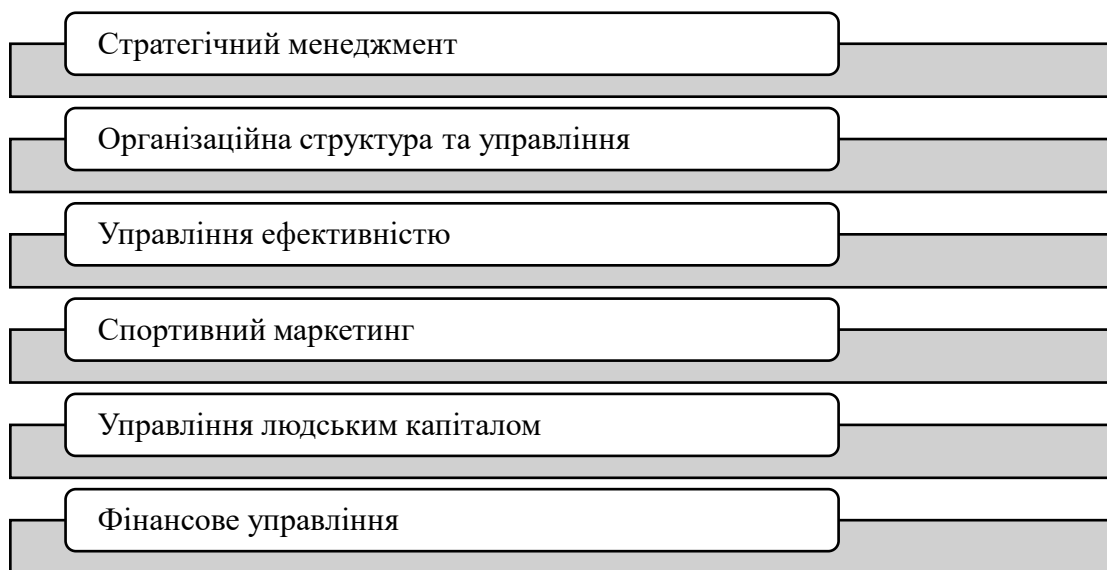 Стратегічний менеджмент
Організаційна структура та управління
Управління ефективністю
Спортивний маркетинг
Управління людським капіталом
Фінансове управління